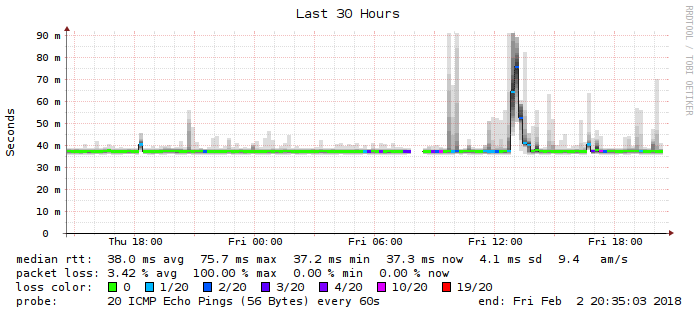 Last 30 Hours
RRDTOOL / TOBI OETIKER
Seconds
90 m
80 m
70 m
60 m
50 m
40 m
30 m
20 m
10 m
0
Thu 18:00 Fri 00:00 Fri 06:00 Fri 12:00 Fri 18:00
median rtt: 38.0 ms avg 75.7 ms max 37.2 ms min 37.3 ms now 4.1 ms sd 9.4 am/s
packet loss: 3.42 % avg 100.00 % max 0.00 % min 0.00 % now
loss color: 0 1/20 2/20 3/20 4/20 10/20 19/20
probe: 20 ICMP Echo Pings (56 Bytes) every 60s end: Fri Feb 2 20:35:03 2018